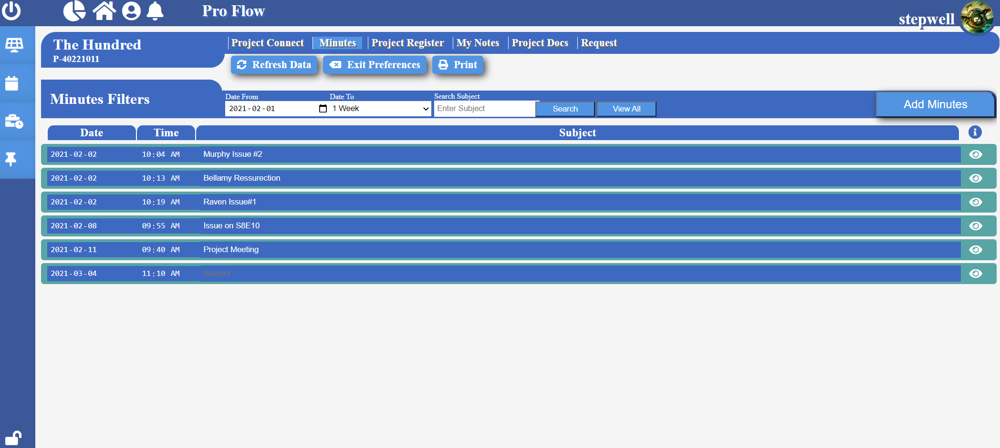 Pro Flow
stepwell
The Hundred
P-40221011
Project Connect Minutes Project Register My Notes Project Docs Request
Refresh Data Exit Preferences Print
Minutes Filters
Date From Date To Search Subject
2021-02-01 1 Week Enter Subject Search View All
Add Minutes
Date Time Subject
2021-02-02 10:04 AM Murphy Issue #2
2021-02-02 10:13 AM Bellamy Ressurection
2021-02-02 10:19 AM Raven Issue#1
2021-02-08 09:55 AM Issue on S8E10
2021-02-11 09:40 AM Project Meeting
2021-03-04 11:10 AM Subject